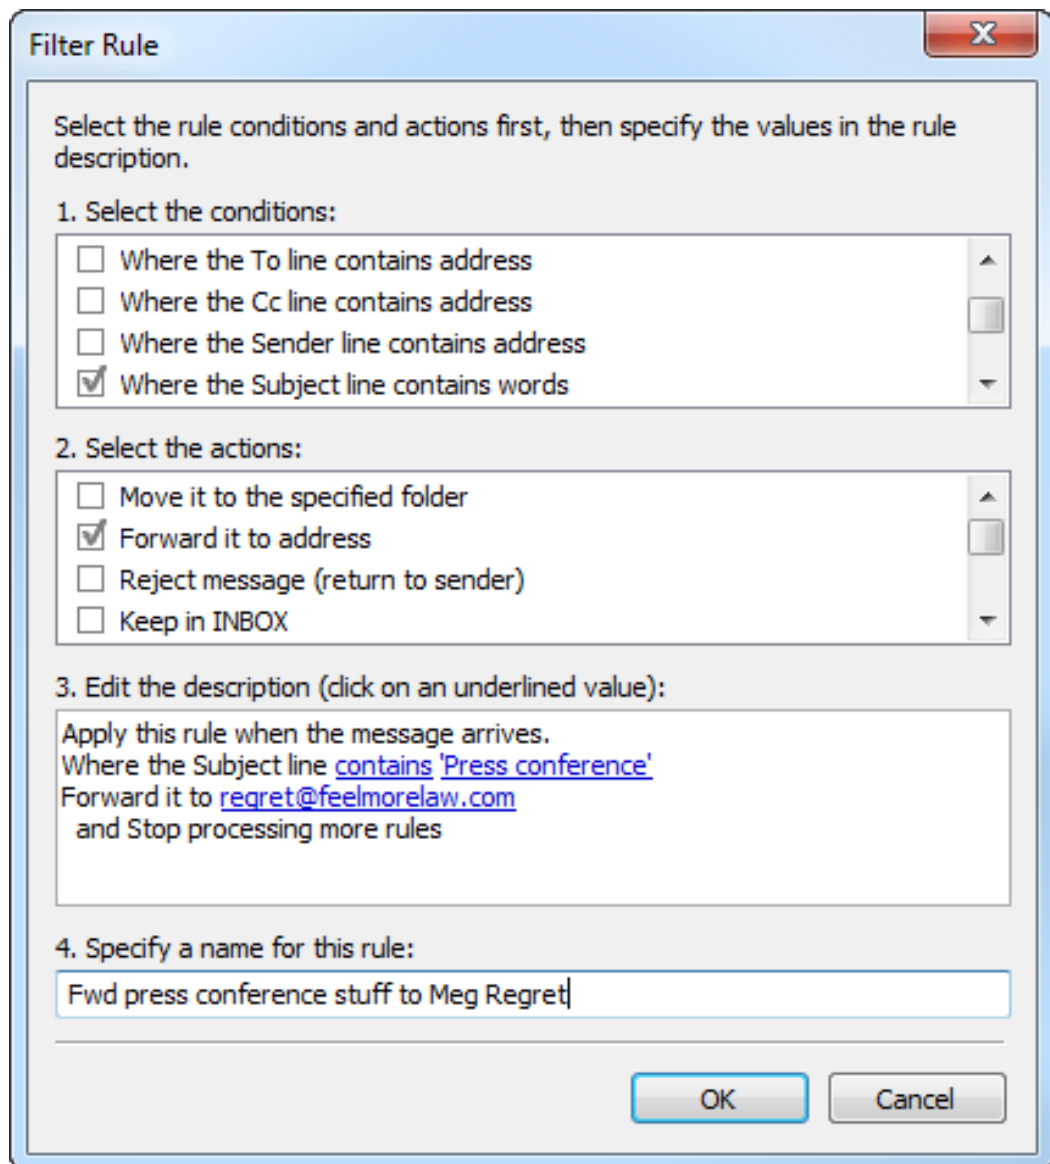 Filter Rule
Select the rule conditions and actions first, then specify the values in the rule
description.
1. Select the conditions:
Where the To line contains address
Where the Cc line contains address
Where the Sender line contains address
Where the Subject line contains words
2. Select the actions:
Move it to the specified folder
Forward it to address
Reject message (return to sender)
Keep in INBOX
3. Edit the description (click on an underlined value):
Apply this rule when the message arrives.
Where the Subject line contains 'Press conference'
Forward it to regret@feelmorelaw.com
and Stop processing more rules
4. Specify a name for this rule:
Fwd press conference stuff to Meg Regret
OK Cancel